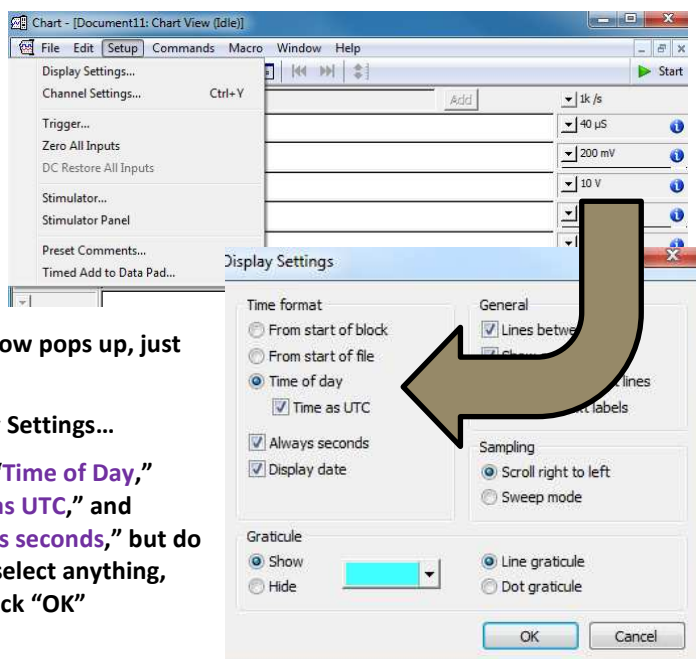 Chart - [Document11: Chart View (Idle)]
File Edit Setup Commands Macro Window Help
Start
Display Settings...
Channel Settings... Ctrl+Y
Trigger...
Zero All Inputs
DC Restore All Inputs
Stimulator...
Stimulator Panel
Preset Comments...
Timed Add to Data Pad...
Add
1k /s
40 µS
200 mV
10 V
Display Settings
Time format
From start of block
From start of file
Time of day
Time as UTC
Always seconds
Display date
General
Lines
lines
labels
Sampling
Scroll right to left
Sweep mode
Graticule
Show
Hide
Line graticule
Dot graticule
OK Cancel
pops up, just
Settings…
"Time of Day,"
UTC," and
seconds," but do
select anything,
"OK"